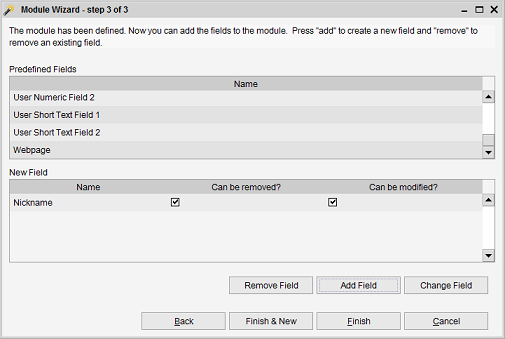 Module Wizard - step 3 of 3
The module has been defined. Now you can add the fields to the module. Press "add" to create a new field and "remove" to
remove an existing field.
Predefined Fields
Name
User Numeric Field 2
User Short Text Field 1
User Short Text Field 2
Webpage
New Field
Name Can be removed? Can be modified?
Nickname
Remove Field Add Field Change Field
Back Finish & New Finish Cancel